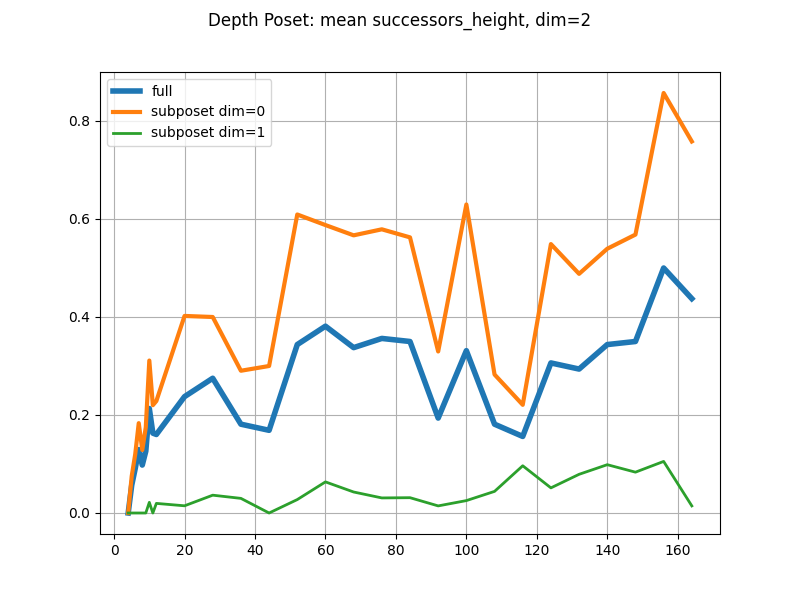 Depth Poset: mean successors_height, dim=2
full
subposet dim=0
subposet dim=1
0.8
0.6
0.4
0.2
0.0
0 20 40 60 80 100 120 140 160